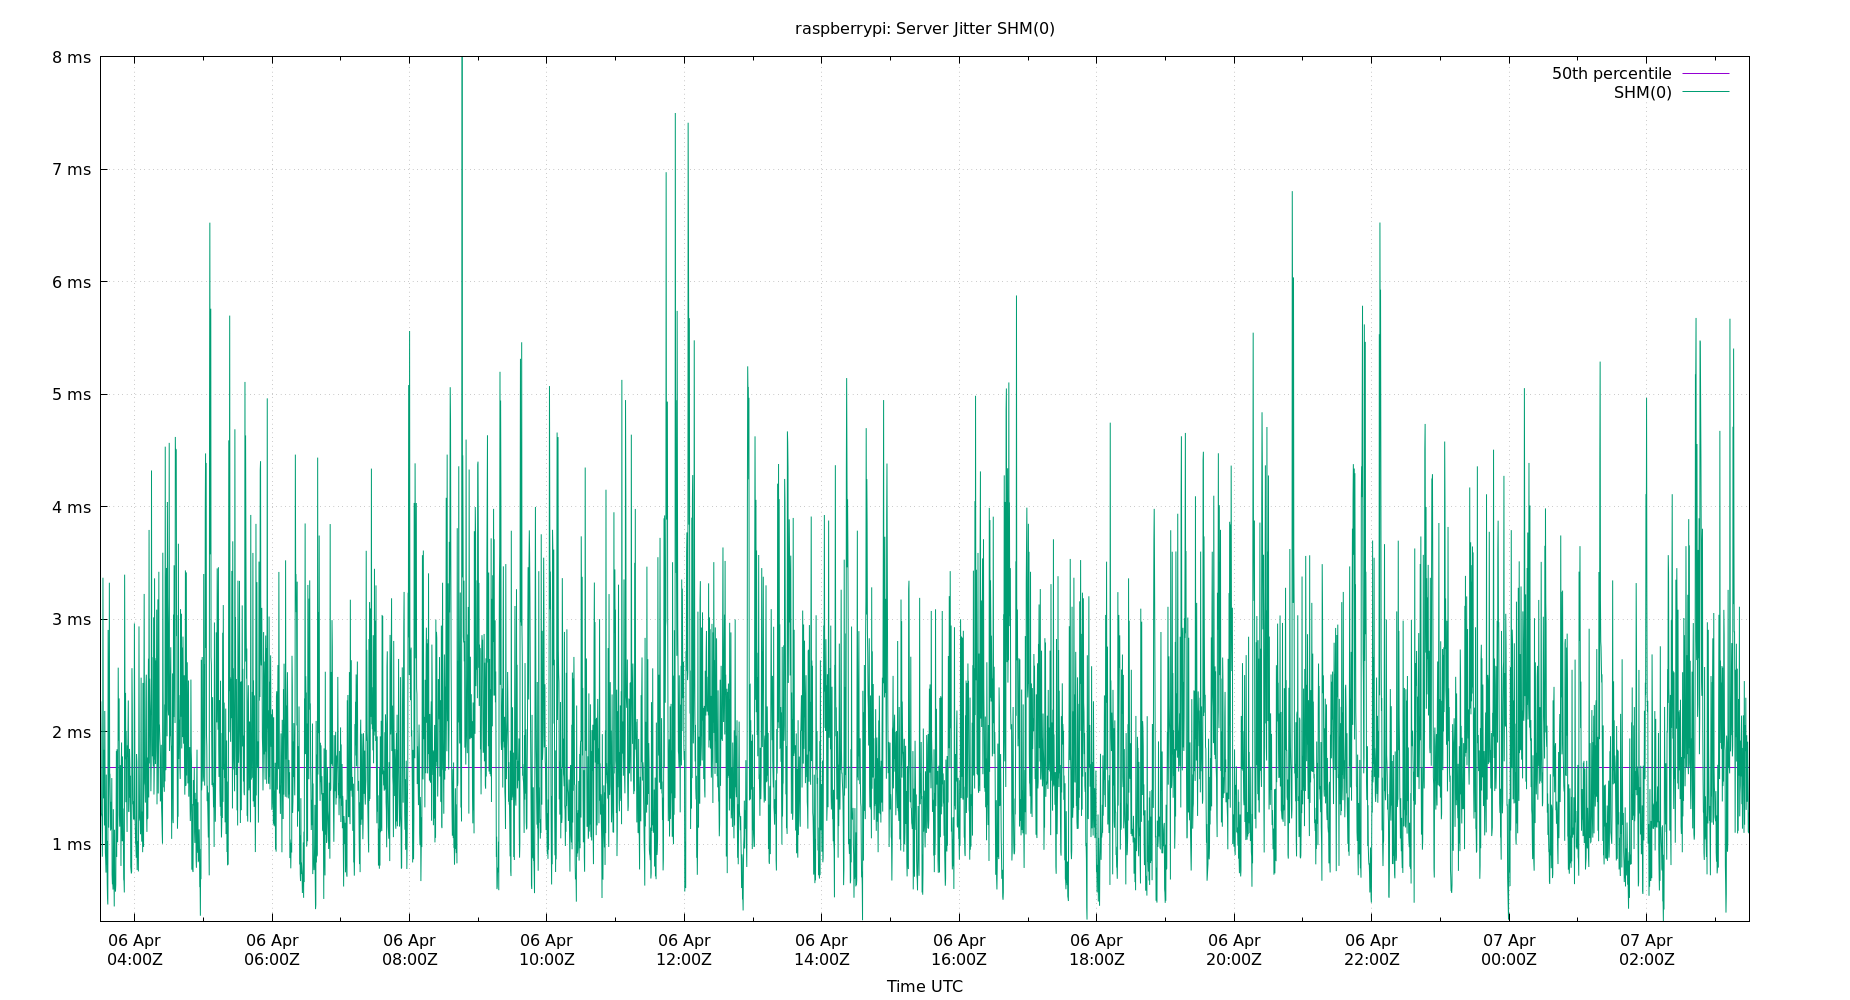 raspberrypi: Server Jitter SHM(0)
8 ms
7 ms
6 ms
5 ms
4 ms
3 ms
2 ms
1 ms
50th percentile
SHM(0)
06 Apr 06 Apr 06 Apr 06 Apr 06 Apr 06 Apr 06 Apr 06 Apr 06 Apr 06 Apr 07 Apr 07 Apr
04:00Z 06:00Z 08:00Z 10:00Z 12:00Z 14:00Z 16:00Z 18:00Z 20:00Z 22:00Z 00:00Z 02:00Z
Time UTC